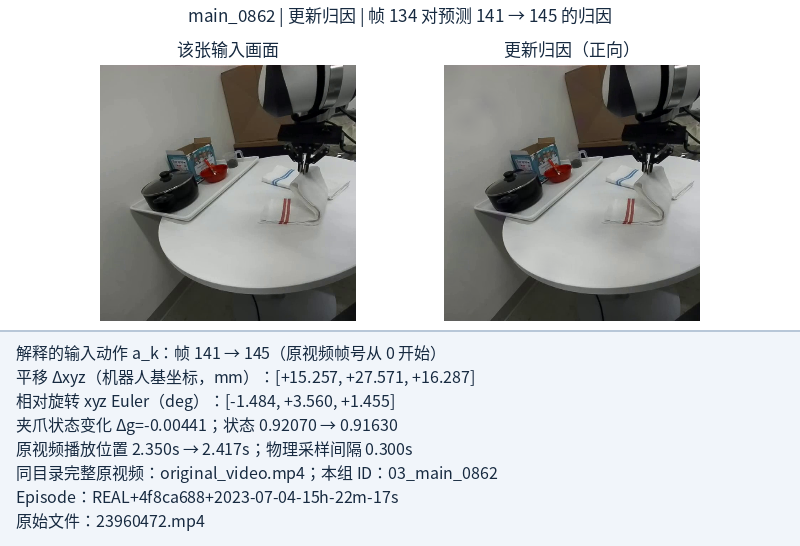 main_0862 | 更新归因 | 帧 134 对预测 141 → 145 的归因
该张输入画面
更新归因（正向）
解释的输入动作 a_k：帧 141 → 145（原视频帧号从 0 开始）
平移 Δxyz（机器人基坐标，mm）：[+15.257, +27.571, +16.287]
相对旋转 xyz Euler（deg）：[-1.484, +3.560, +1.455]
夹爪状态变化 Δg=-0.00441；状态 0.92070 → 0.91630
原视频播放位置 2.350s → 2.417s；物理采样间隔 0.300s
同目录完整原视频：original_video.mp4；本组 ID：03_main_0862
Episode：REAL+4f8ca688+2023-07-04-15h-22m-17s
原始文件：23960472.mp4